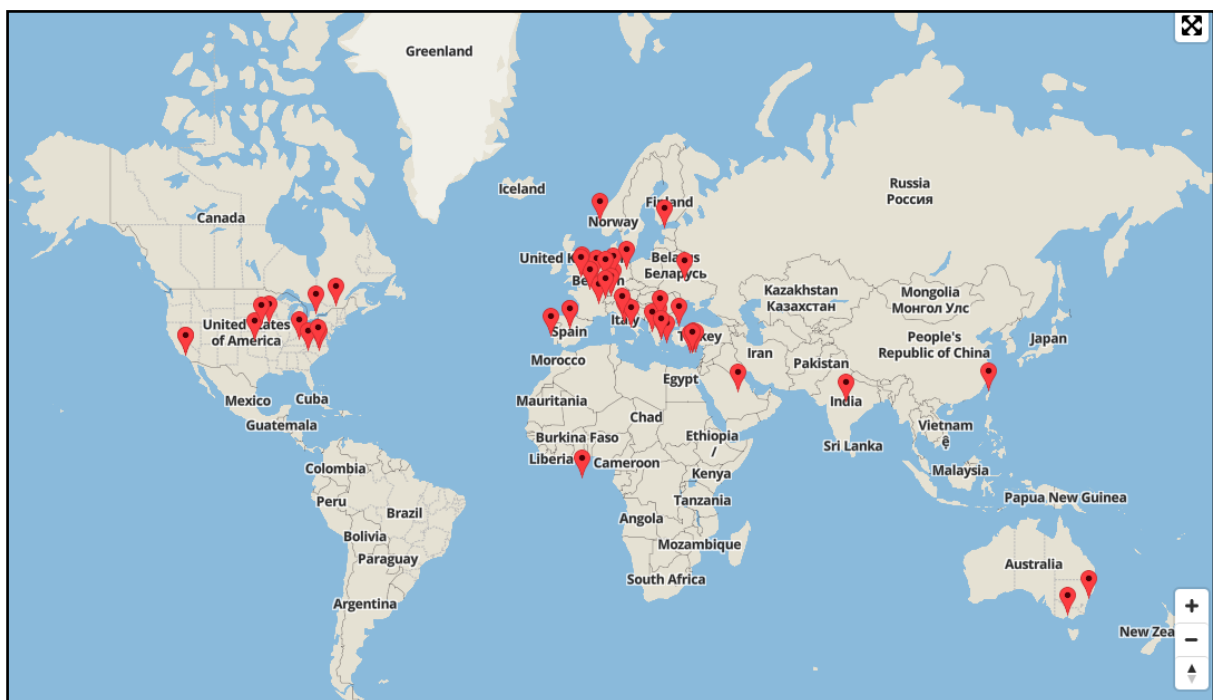 Greenland
Iceland
Russia
Россия
Canada
Finland
Norway
Belarus
Беларусь
Kazakhstan
Казахстан
Mongolia
Монгол Улс
United States
of America
Italy
Spain
Turkey
People's
Republic of China
Japan
Morocco
Iran
Pakistan
Egypt
Mexico
Cuba
Mauritania
India
Guatemala
Chad
Vietnam
ệ
Burkina Faso
Ethiopia
/
Sri Lanka
Liberia
Cameroon
Colombia
Kenya
Malaysia
Peru
Tanzania
Papua New Guinea
Brazil
Angola
Bolivia
Mozambique
Paraguay
Australia
South Africa
Argentina
New Zea